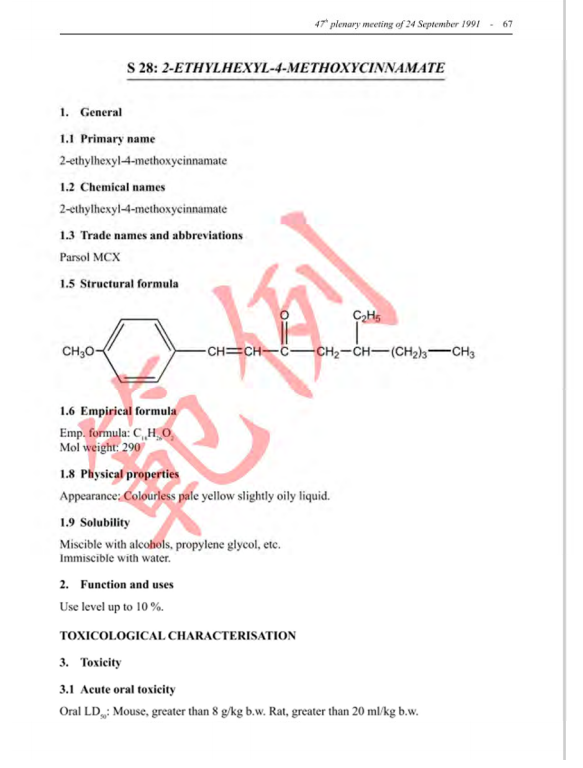 47th plenary meeting of 24 September 1991 - 67
S 28: 2-ETHYLHEXYL-4-METHOXYCINNAMATE
1. General
1.1 Primary name
2-ethylhexyl-4-methoxycinnamate
1.2 Chemical names
2-ethylhexyl-4-methoxycinnamate
1.3 Trade names and abbreviations
Parsol MCX
1.5 Structural formula
O C₂H₅
CH₃O CH=CH—C—CH₂—CH—(CH₂)₃—CH₃
1.6 Empirical formula
Emp. formula: C₁₈H₂₆O₂
Mol weight: 290
1.8 Physical properties
Appearance: Colourless pale yellow slightly oily liquid.
1.9 Solubility
Miscible with alcohols, propylene glycol, etc.
Immiscible with water.
2. Function and uses
Use level up to 10 %.
TOXICOLOGICAL CHARACTERISATION
3. Toxicity
3.1 Acute oral toxicity
Oral LD₅₀: Mouse, greater than 8 g/kg b.w. Rat, greater than 20 ml/kg b.w.
範例